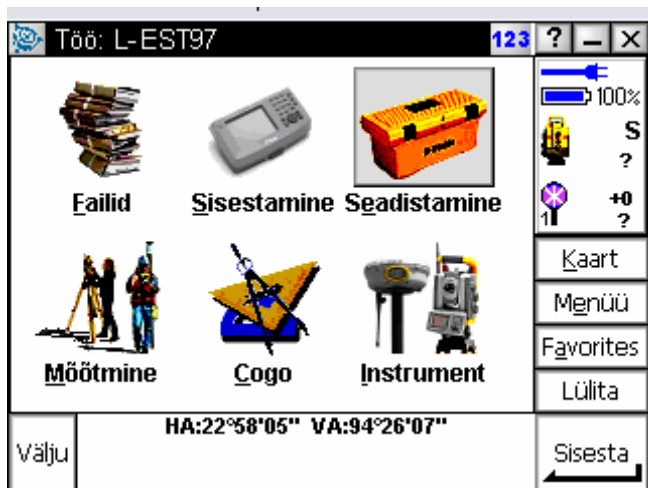 Töö: L-EST97 123 ? – X
100%
S
?
Failid Sisestamine Seadistamine
1 +0
?
Kaart
Menüü
Favorites
Mõõtmine Cogo Instrument
Lülita
HA:22°58'05" VA:94°26'07"
Välju Sisesta